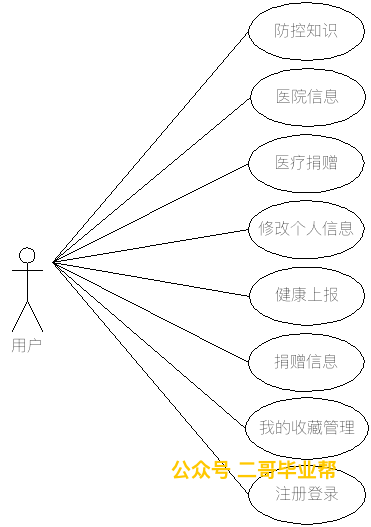 防控知识
医院信息
医疗捐赠
修改个人信息
健康上报
用户
捐赠信息
我的收藏管理
公众号 二哥毕业帮
注册登录